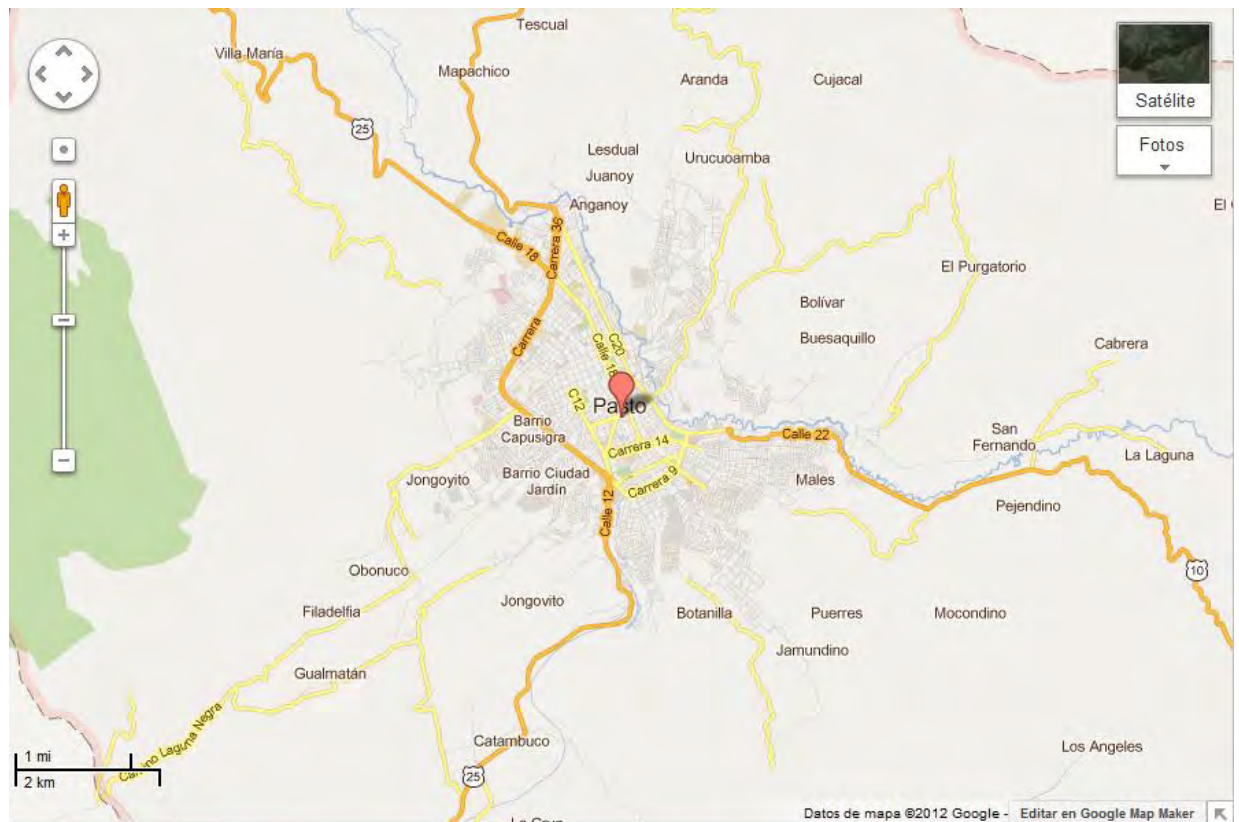 Tescual
Villa María
Mapachico
Aranda
Cujacal
Satélite
25
Fotos
Lesdual
Urucuoamba
Juanoy
Anganoy
El
Carrera 36
Calle 18
El Purgatorio
Bolívar
Buesaquillo
Carrera
C20
Calle 18
Cabrera
C12
Pasto
Barrio
Capusigra
Calle 22
San
Fernando
Carrera 14
La Laguna
Barrio Ciudad
Jardín
Jongoyito
Carrera 9
Males
Pejendino
Calle 12
Obonuco
10
Filadelfia
Jongovito
Botanilla
Puerres
Mocondino
Jamundino
Gualmatán
Camino Laguna Negra
Catambuco
Los Angeles
1 mi
2 km
25
La Cruz
Datos de mapa ©2012 Google -
Editar en Google Map Maker